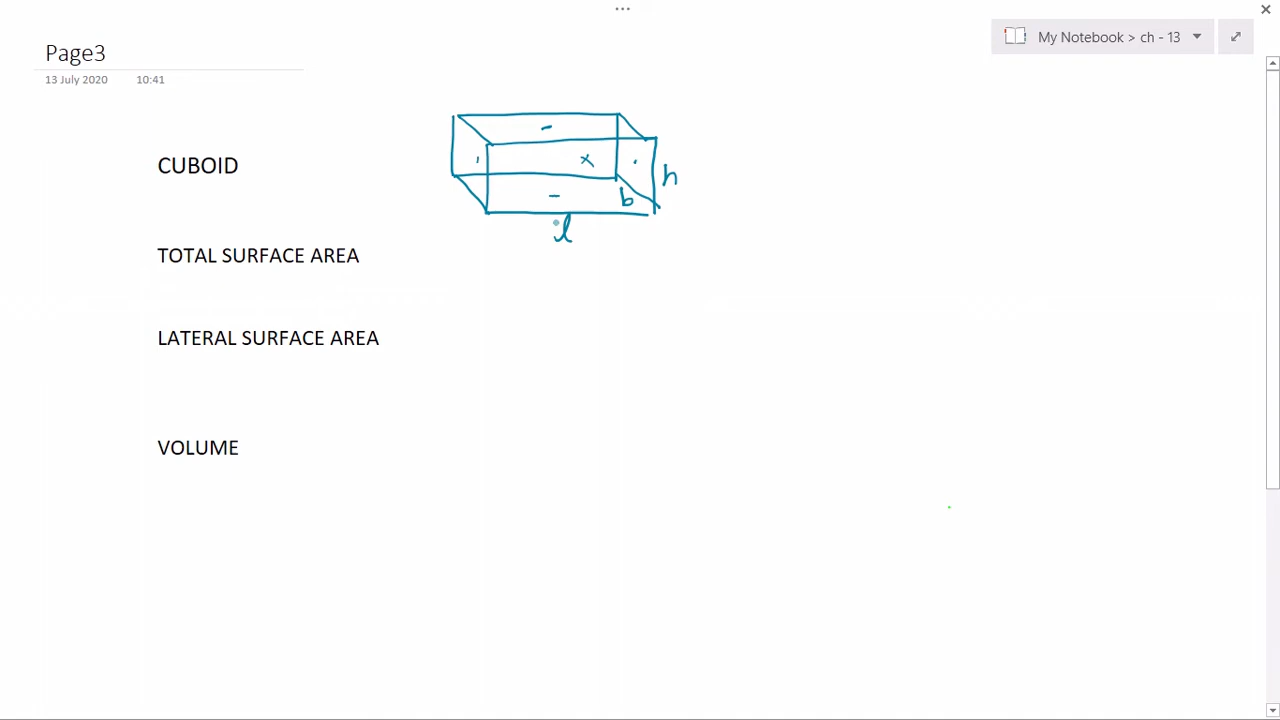 My Notebook > ch - 13
Page3
13 July 2020 10:41
CUBOID
h
b
l
TOTAL SURFACE AREA
LATERAL SURFACE AREA
VOLUME